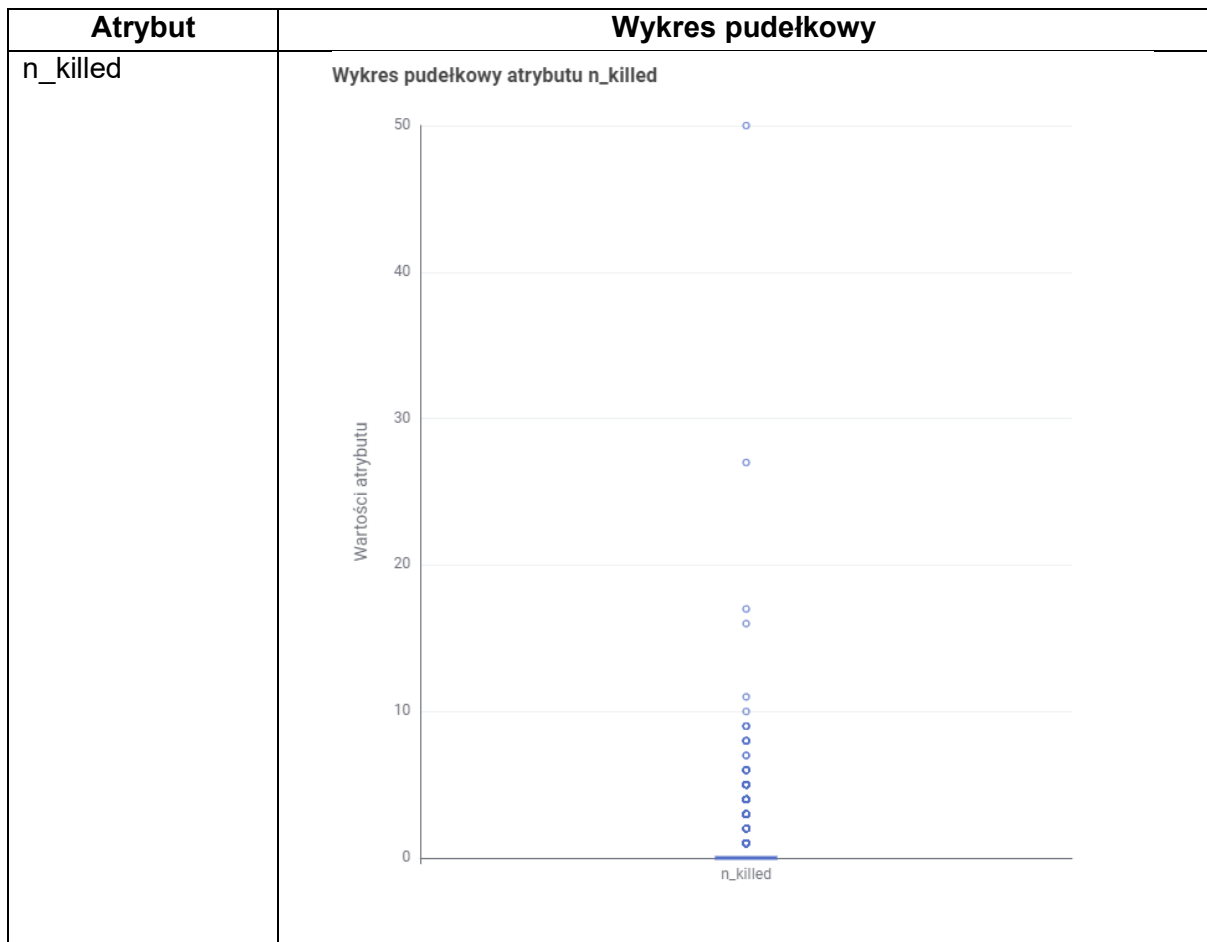 Atrybut Wykres pudełkowy
n_killed
Wykres pudełkowy atrybutu n_killed
50
40
30
20
10
0
Wartości atrybutu
n_killed